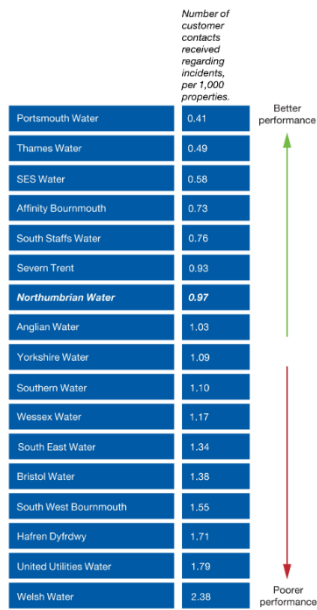 Number of
customer
contacts
received
regarding
incidents,
per 1,000
properties.
Better
performance
Portsmouth Water 0.41
Thames Water 0.49
SES Water 0.58
Affinity Bournmouth 0.73
South Staffs Water 0.76
Severn Trent 0.93
Northumbrian Water 0.97
Anglian Water 1.03
Yorkshire Water 1.09
Southern Water 1.10
Wessex Water 1.17
South East Water 1.34
Bristol Water 1.38
South West Bournmouth 1.55
Hafren Dyfrdwy 1.71
United Utilities Water 1.79
Welsh Water 2.38
Poorer
performance